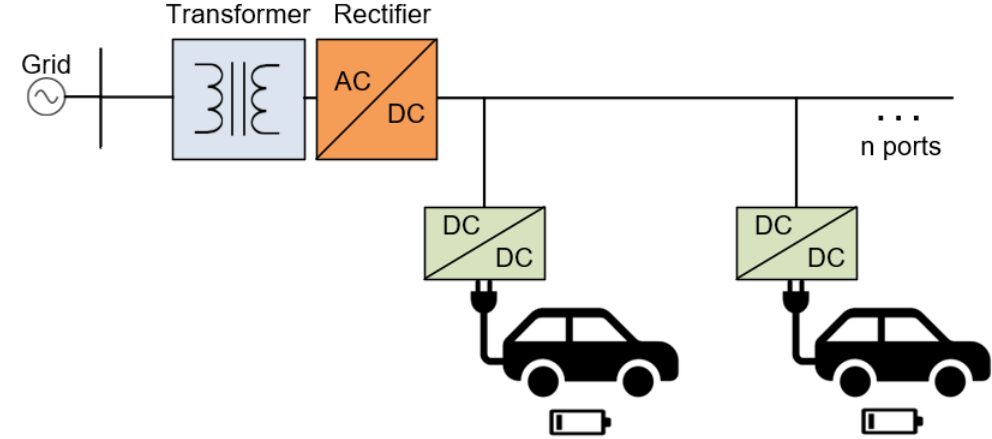 Transformer Rectifier
Grid
AC
DC
. . .
n ports
DC
DC
DC
DC